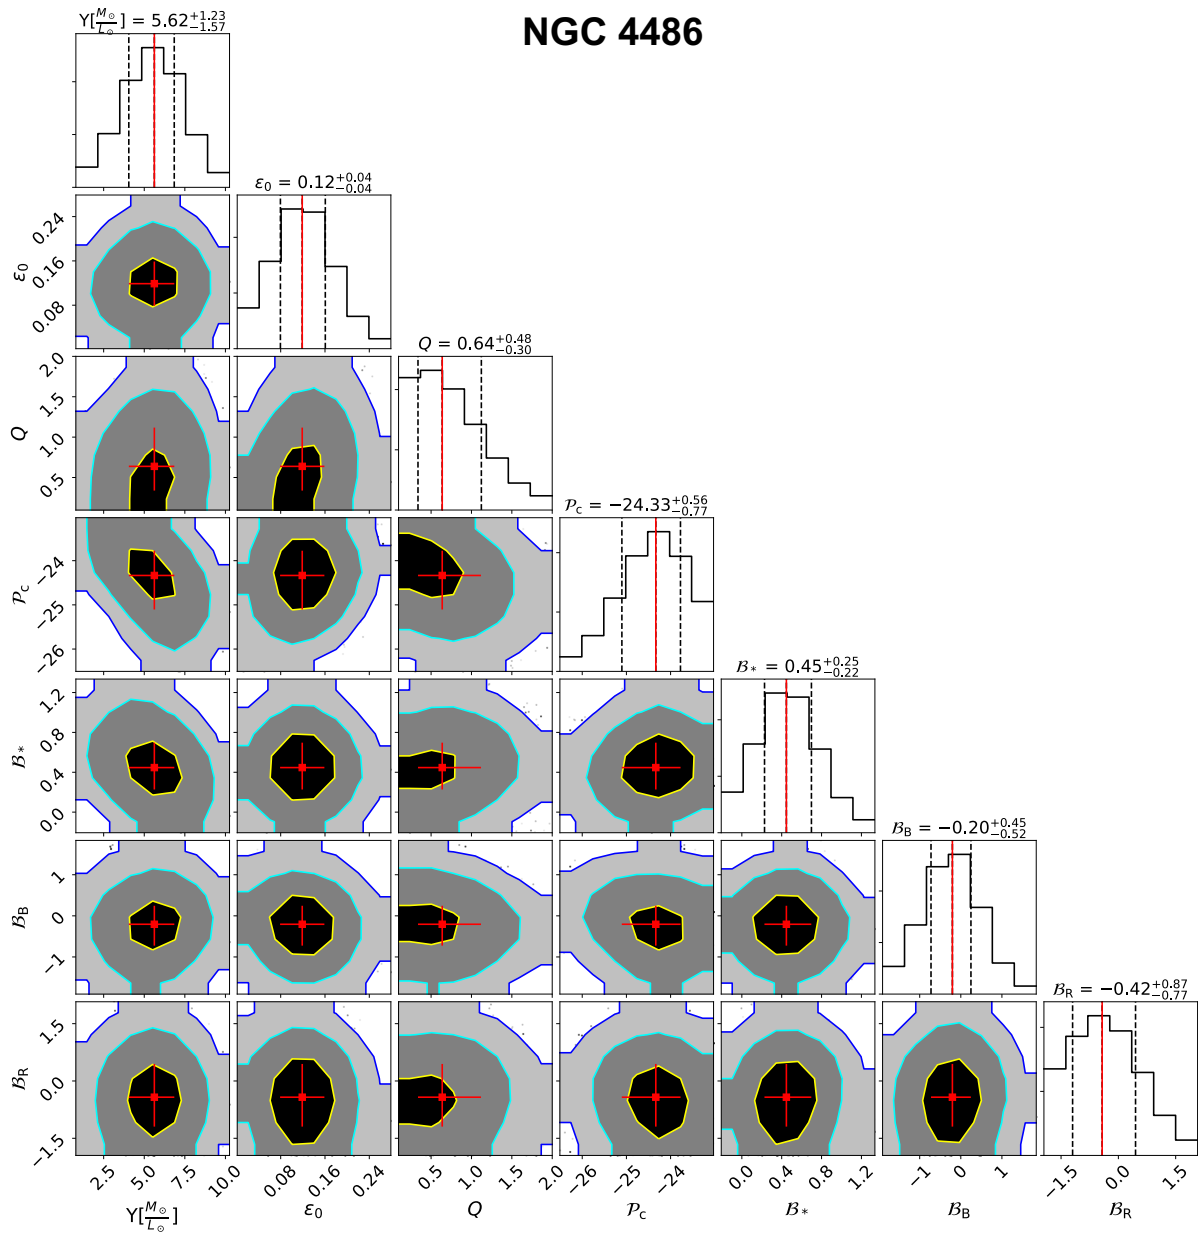 NGC 4486
Y[M⊙/L⊙] = 5.62+1.23−1.57
ε0 = 0.12+0.04−0.04
0.24
0.16
0.08
ε0
Q = 0.64+0.48−0.30
2.0
1.5
1.0
0.5
Q
Pc = −24.33+0.56−0.77
−24
−25
−26
Pc
B* = 0.45+0.25−0.22
1.2
0.8
0.4
0.0
B*
BB = −0.20+0.45−0.52
1
0
−1
BB
BR = −0.42+0.87−0.77
1.5
0.0
−1.5
BR
2.5 5.0 7.5 10.0 0.08 0.16 0.24 0.5 1.0 1.5 2.0 −26 −25 −24 0.0 0.4 0.8 1.2 −1 0 1 −1.5 0.0 1.5
Y[M⊙/L⊙] ε0 Q Pc B* BB BR